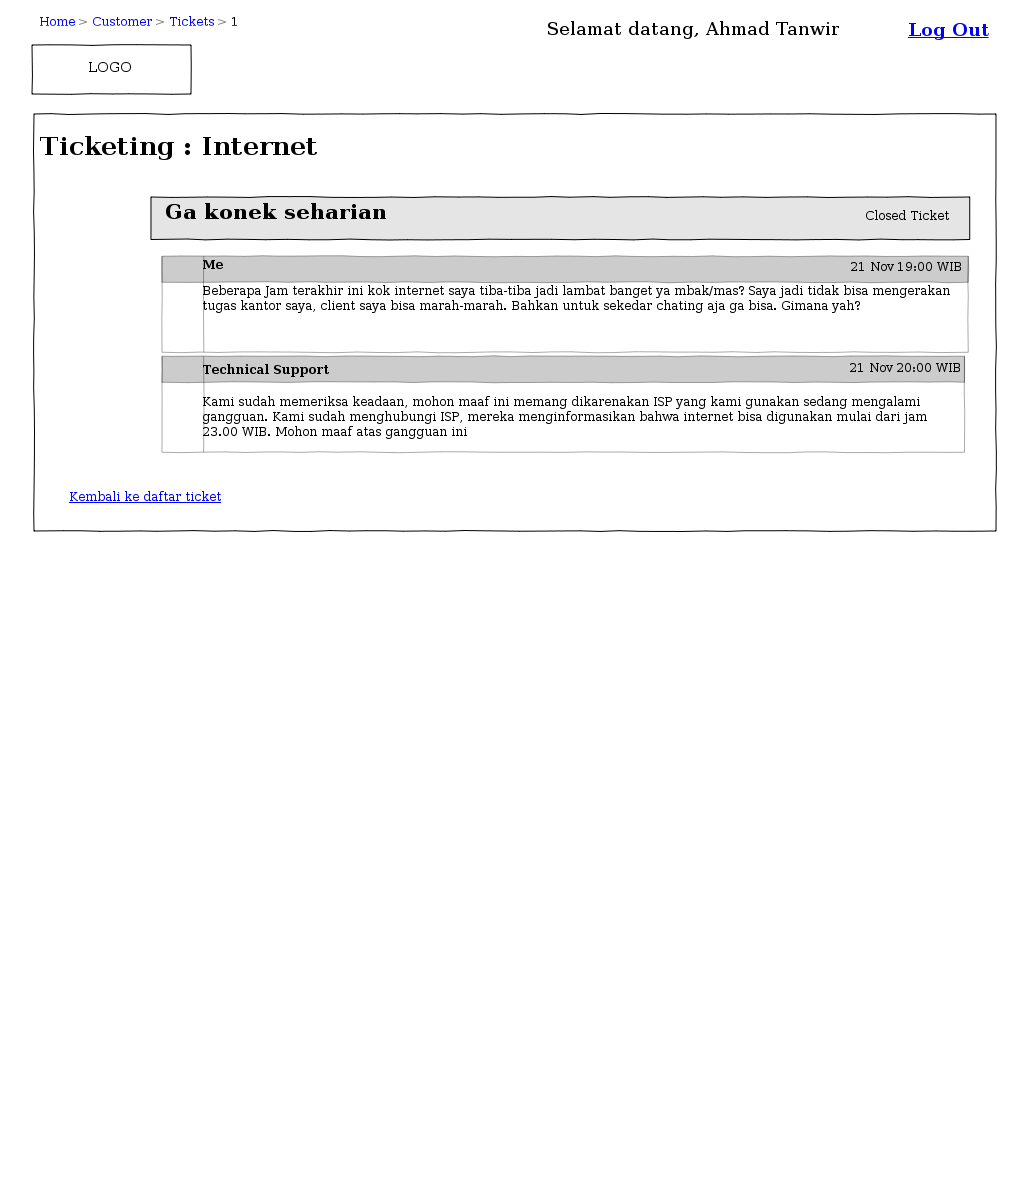 Home > Customer > Tickets > 1
Selamat datang, Ahmad Tanwir
Log Out
LOGO
Ticketing : Internet
Ga konek seharian
Closed Ticket
Me
21 Nov 19:00 WIB
Beberapa Jam terakhir ini kok internet saya tiba-tiba jadi lambat banget ya mbak/mas? Saya jadi tidak bisa mengerakan
tugas kantor saya, client saya bisa marah-marah. Bahkan untuk sekedar chating aja ga bisa. Gimana yah?
Technical Support
21 Nov 20:00 WIB
Kami sudah memeriksa keadaan, mohon maaf ini memang dikarenakan ISP yang kami gunakan sedang mengalami
gangguan. Kami sudah menghubungi ISP, mereka menginformasikan bahwa internet bisa digunakan mulai dari jam
23.00 WIB. Mohon maaf atas gangguan ini
Kembali ke daftar ticket